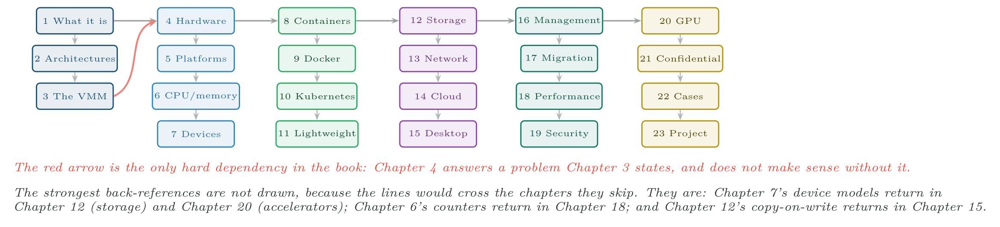 1 What it is
2 Architectures
3 The VMM
4 Hardware
5 Platforms
6 CPU/memory
7 Devices
8 Containers
9 Docker
10 Kubernetes
11 Lightweight
12 Storage
13 Network
14 Cloud
15 Desktop
16 Management
17 Migration
18 Performance
19 Security
20 GPU
21 Confidential
22 Cases
23 Project
The red arrow is the only hard dependency in the book: Chapter 4 answers a problem Chapter 3 states, and does not make sense without it.
The strongest back-references are not drawn, because the lines would cross the chapters they skip. They are: Chapter 7's device models return in
Chapter 12 (storage) and Chapter 20 (accelerators); Chapter 6's counters return in Chapter 18; and Chapter 12's copy-on-write returns in Chapter 15.